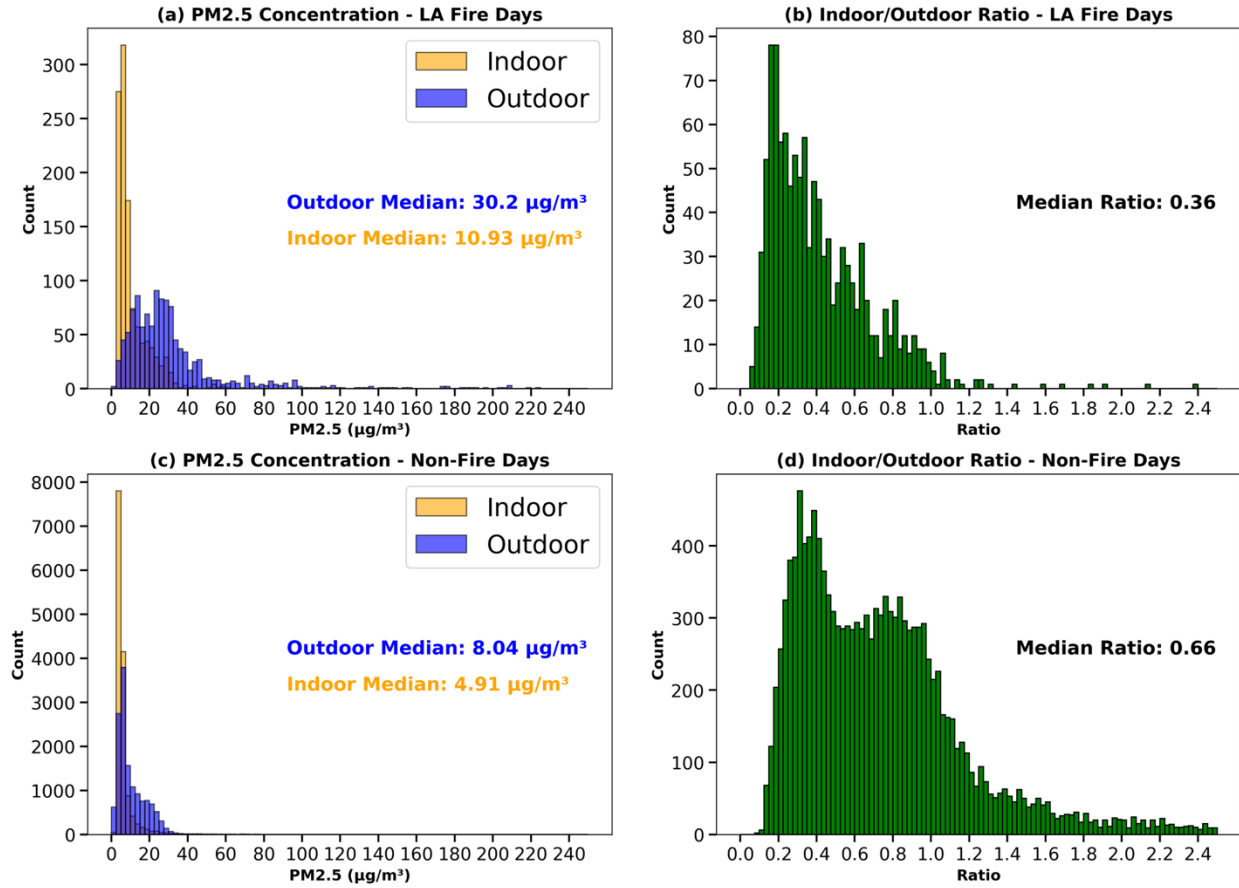 (a) PM2.5 Concentration - LA Fire Days
300
250
200
150
100
50
0
Count
Indoor
Outdoor
Outdoor Median: 30.2 µg/m³
Indoor Median: 10.93 µg/m³
0 20 40 60 80 100 120 140 160 180 200 220 240
PM2.5 (µg/m³)
(b) Indoor/Outdoor Ratio - LA Fire Days
80
70
60
50
40
30
20
10
0
Count
Median Ratio: 0.36
0.0 0.2 0.4 0.6 0.8 1.0 1.2 1.4 1.6 1.8 2.0 2.2 2.4
Ratio
(c) PM2.5 Concentration - Non-Fire Days
8000
7000
6000
5000
4000
3000
2000
1000
0
Count
Indoor
Outdoor
Outdoor Median: 8.04 µg/m³
Indoor Median: 4.91 µg/m³
0 20 40 60 80 100 120 140 160 180 200 220 240
PM2.5 (µg/m³)
(d) Indoor/Outdoor Ratio - Non-Fire Days
400
300
200
100
0
Count
Median Ratio: 0.66
0.0 0.2 0.4 0.6 0.8 1.0 1.2 1.4 1.6 1.8 2.0 2.2 2.4
Ratio